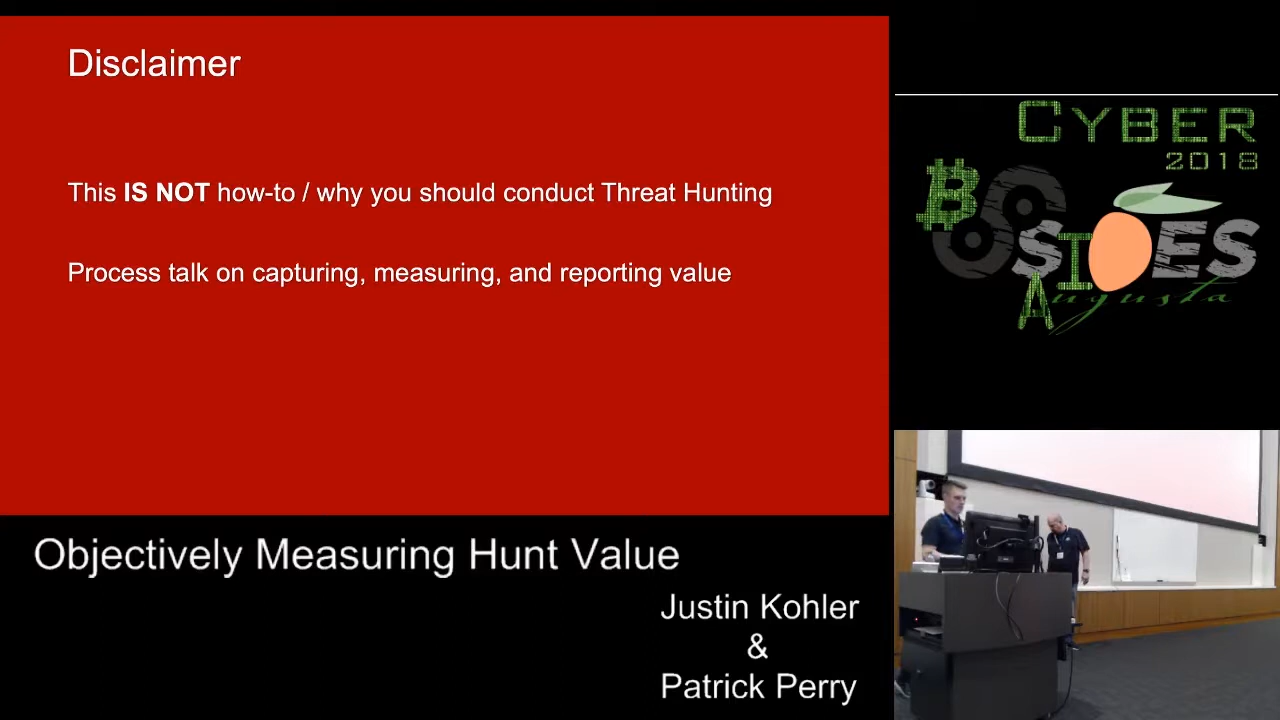 Disclaimer
This IS NOT how-to / why you should conduct Threat Hunting
Process talk on capturing, measuring, and reporting value
Objectively Measuring Hunt Value
Justin Kohler
&
Patrick Perry
CYBER
2018
BSIDES
Augusta